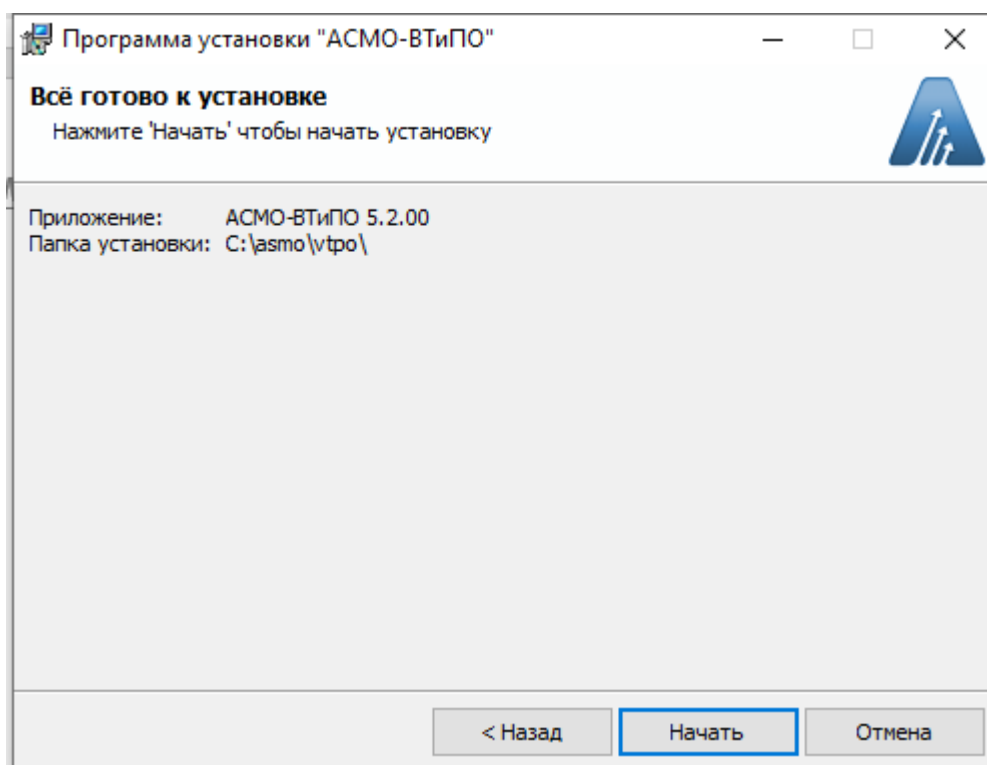 Программа установки "АСМО-ВТиПО"
Всё готово к установке
Нажмите 'Начать' чтобы начать установку
Приложение: АСМО-ВТиПО 5.2.00
Папка установки: C:\asmo\vtpo\
< Назад Начать Отмена